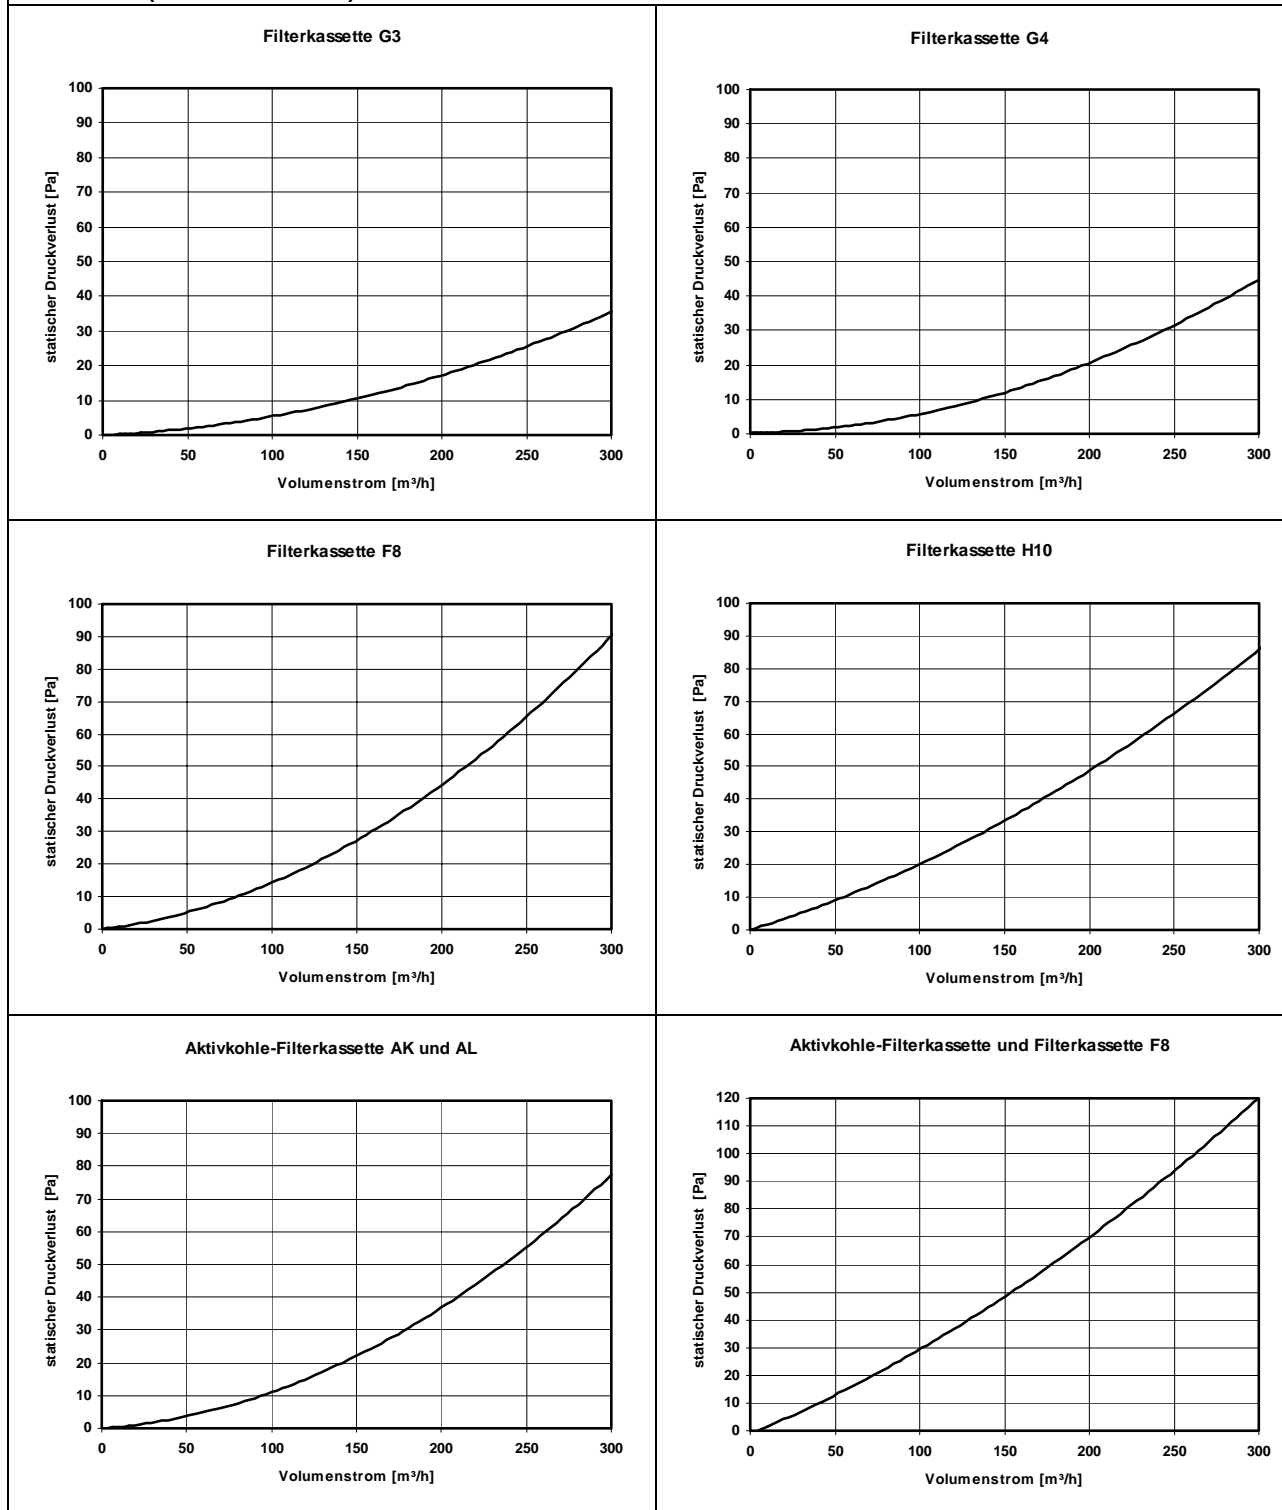 Filterkassette G3
statischer Druckverlust [Pa]
100
90
80
70
60
50
40
30
20
10
0
0 50 100 150 200 250 300
Volumenstrom [m³/h]
Filterkassette G4
statischer Druckverlust [Pa]
100
90
80
70
60
50
40
30
20
10
0
0 50 100 150 200 250 300
Volumenstrom [m³/h]
Filterkassette F8
statischer Druckverlust [Pa]
100
90
80
70
60
50
40
30
20
10
0
0 50 100 150 200 250 300
Volumenstrom [m³/h]
Filterkassette H10
statischer Druckverlust [Pa]
100
90
80
70
60
50
40
30
20
10
0
0 50 100 150 200 250 300
Volumenstrom [m³/h]
Aktivkohle-Filterkassette AK und AL
statischer Druckverlust [Pa]
100
90
80
70
60
50
40
30
20
10
0
0 50 100 150 200 250 300
Volumenstrom [m³/h]
Aktivkohle-Filterkassette und Filterkassette F8
statischer Druckverlust [Pa]
120
110
100
90
80
70
60
50
40
30
20
10
0
0 50 100 150 200 250 300
Volumenstrom [m³/h]